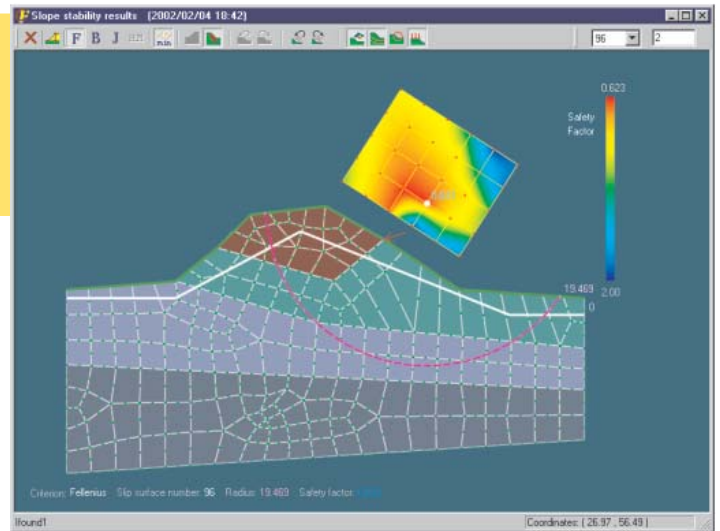 Slope stability results (2002/02/04 18:42)
F B J min 96 2
0.623
Safety
Factor
19.469
2.00
0
Criterion: Fellenius Slip surface number: 96 Radius: 19.469 Safety factor:
lfound1 Coordinates: ( 26.97 , 56.49 )